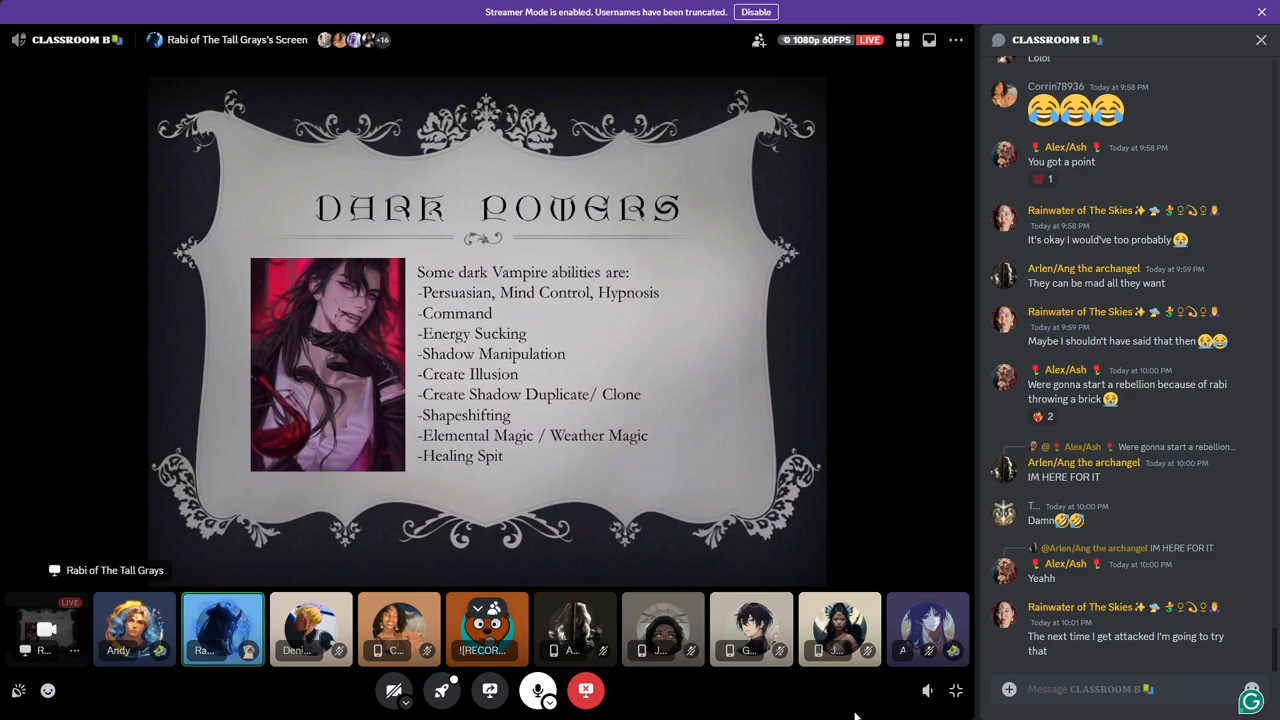 Streamer Mode is enabled. Usernames have been truncated. Disable
CLASSROOM B
Rabi of The Tall Grays's Screen
+16
1080p 60FPS LIVE
DARK POWERS
Some dark Vampire abilities are:
-Persuasian, Mind Control, Hypnosis
-Command
-Energy Sucking
-Shadow Manipulation
-Create Illusion
-Create Shadow Duplicate/ Clone
-Shapeshifting
-Elemental Magic / Weather Magic
-Healing Spit
Rabi of The Tall Grays
LIVE
R...
Andy
Ra...
Deni...
C...
![RECOR...
A...
J...
G...
J...
A
CLASSROOM B
Lolol
Corrin78936 Today at 9:58 PM
😂😂😂
🌹 Alex/Ash 🌹 Today at 9:58 PM
You got a point
💯 1
Rainwater of The Skies
Today at 9:58 PM
It's okay I would've too probably 😭
Arlen/Ang the archangel Today at 9:59 PM
They can be mad all they want
Rainwater of The Skies
Today at 9:59 PM
Maybe I shouldn't have said that then 😭😂
🌹 Alex/Ash 🌹 Today at 10:00 PM
Were gonna start a rebellion because of rabi
throwing a brick 😭
2
@🌹 Alex/Ash 🌹 Were gonna start a rebellion...
Arlen/Ang the archangel Today at 10:00 PM
IM HERE FOR IT
T... Today at 10:00 PM
Damn🤣🤣
@Arlen/Ang the archangel IM HERE FOR IT
🌹 Alex/Ash 🌹 Today at 10:00 PM
Yeahh
Rainwater of The Skies
Today at 10:01 PM
The next time I get attacked I'm going to try
that
Message CLASSROOM B